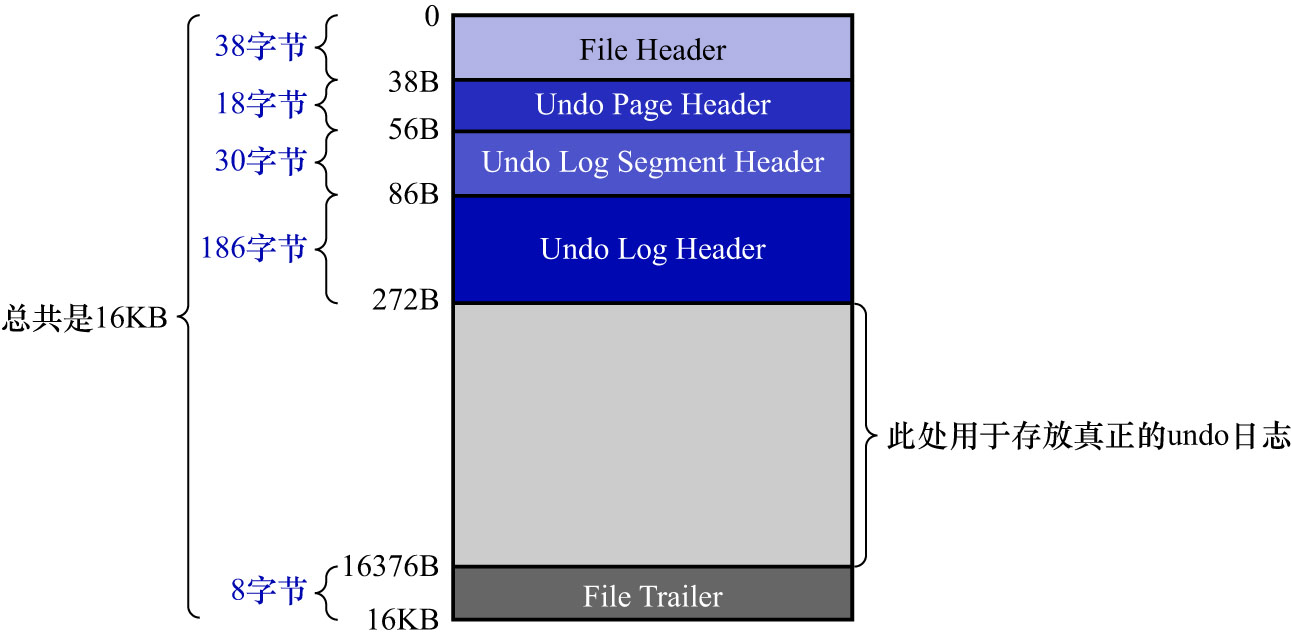 0
38字节
File Header
38B
18字节
Undo Page Header
56B
30字节
Undo Log Segment Header
86B
186字节
Undo Log Header
272B
总共是16KB
此处用于存放真正的undo日志
16376B
8字节
File Trailer
16KB